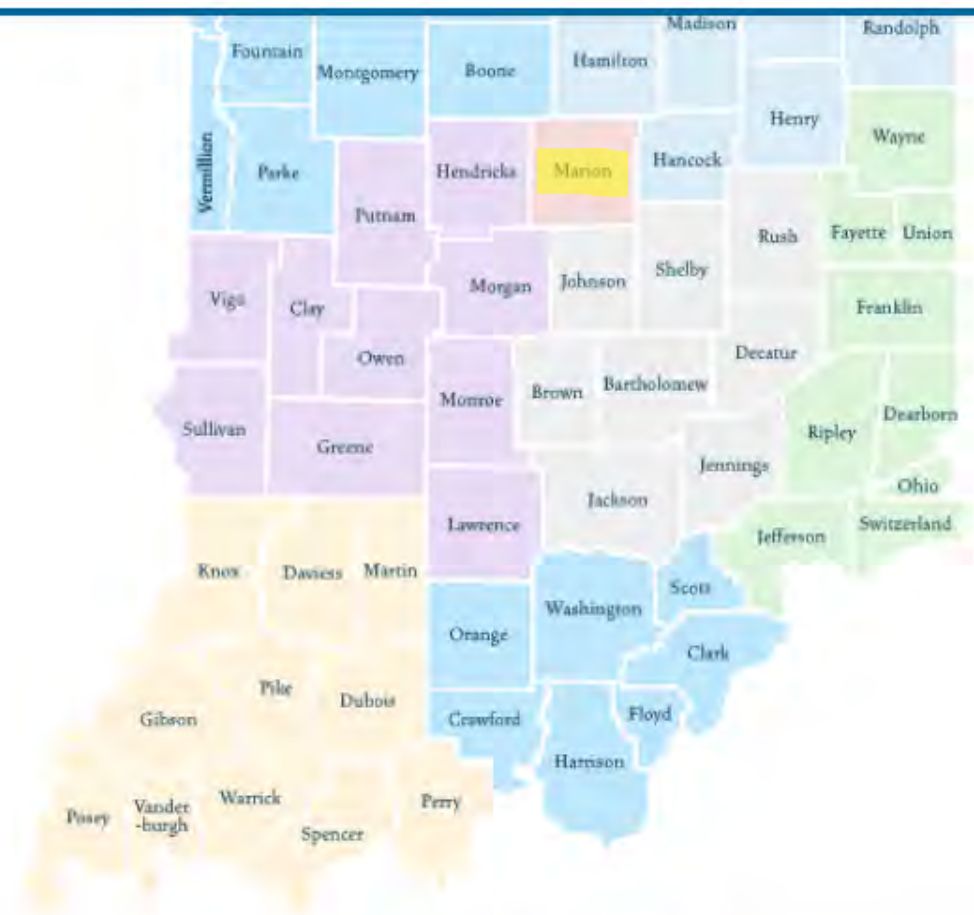 Madison
Randolph
Fountain
Montgomery
Boone
Hamilton
Henry
Wayne
Vermillion
Parke
Hendricks
Marion
Hancock
Putnam
Rush
Fayette
Union
Vigo
Clay
Morgan
Johnson
Shelby
Franklin
Owen
Decatur
Monroe
Brown
Bartholomew
Sullivan
Greene
Ripley
Dearborn
Jennings
Ohio
Lawrence
Jackson
Jefferson
Switzerland
Knox
Daviess
Martin
Scott
Washington
Orange
Clark
Pike
Dubois
Gibson
Crawford
Floyd
Harrison
Posey
Vander
-burgh
Warrick
Spencer
Perry